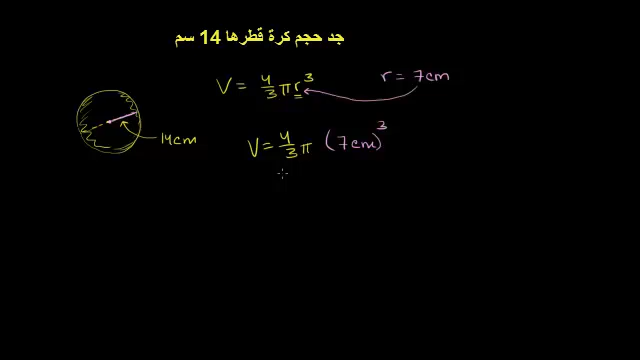 جد حجم كرة قطرها 14 سم
V = 4/3 π r³
r = 7cm
14cm
V = 4/3 π (7cm)³